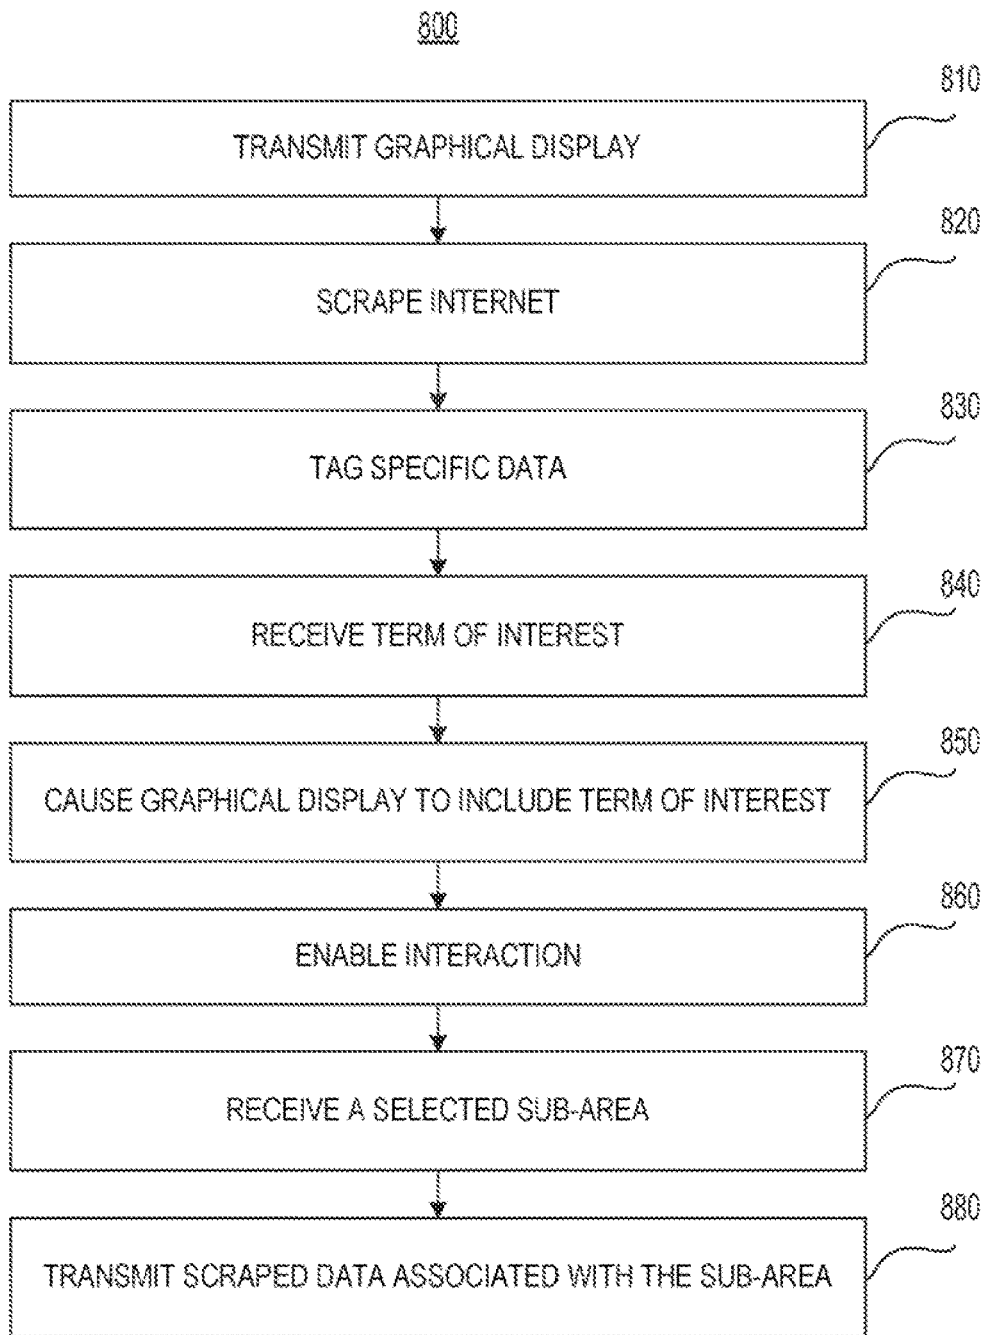 800
810
TRANSMIT GRAPHICAL DISPLAY
820
SCRAPE INTERNET
830
TAG SPECIFIC DATA
840
RECEIVE TERM OF INTEREST
850
CAUSE GRAPHICAL DISPLAY TO INCLUDE TERM OF INTEREST
860
ENABLE INTERACTION
870
RECEIVE A SELECTED SUB-AREA
880
TRANSMIT SCRAPED DATA ASSOCIATED WITH THE SUB-AREA